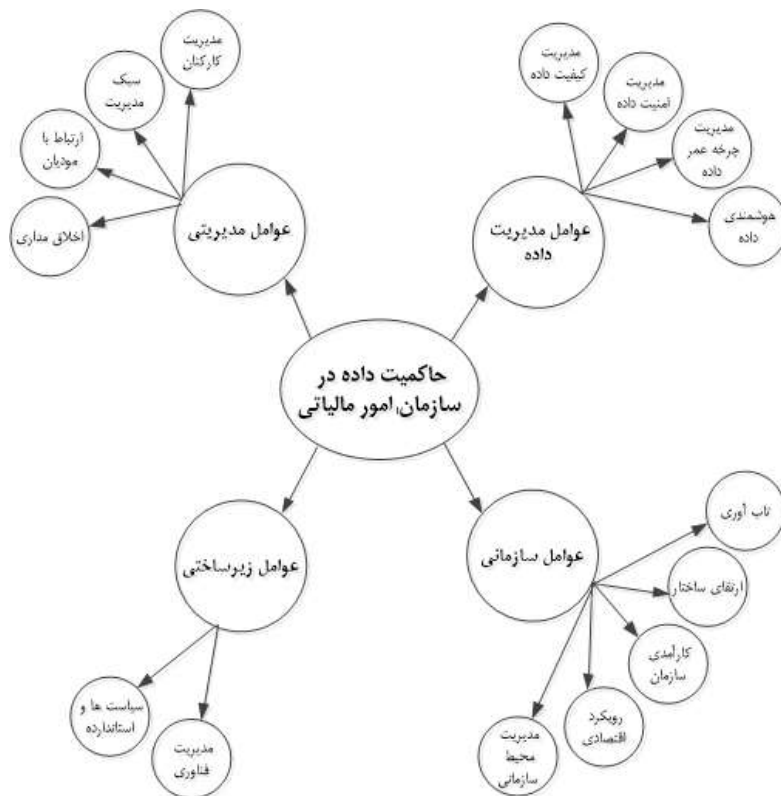 مدیریت
کارکنان
سبک
مدیریت
ارتباط با
مودیان
اخلاق مداری
عوامل مدیریتی
مدیریت
کیفیت داده
مدیریت
امنیت داده
مدیریت
چرخه عمر
داده
هوشمندی
داده
عوامل مدیریت
داده
حاکمیت داده در
سازمان امور مالیاتی
عوامل زیرساختی
سیاست ها و
استاندارده
مدیریت
فناوری
عوامل سازمانی
تاب آوری
ارتقای ساختار
کارآمدی
سازمان
رویکرد
اقتصادی
مدیریت
محیط
سازمانی